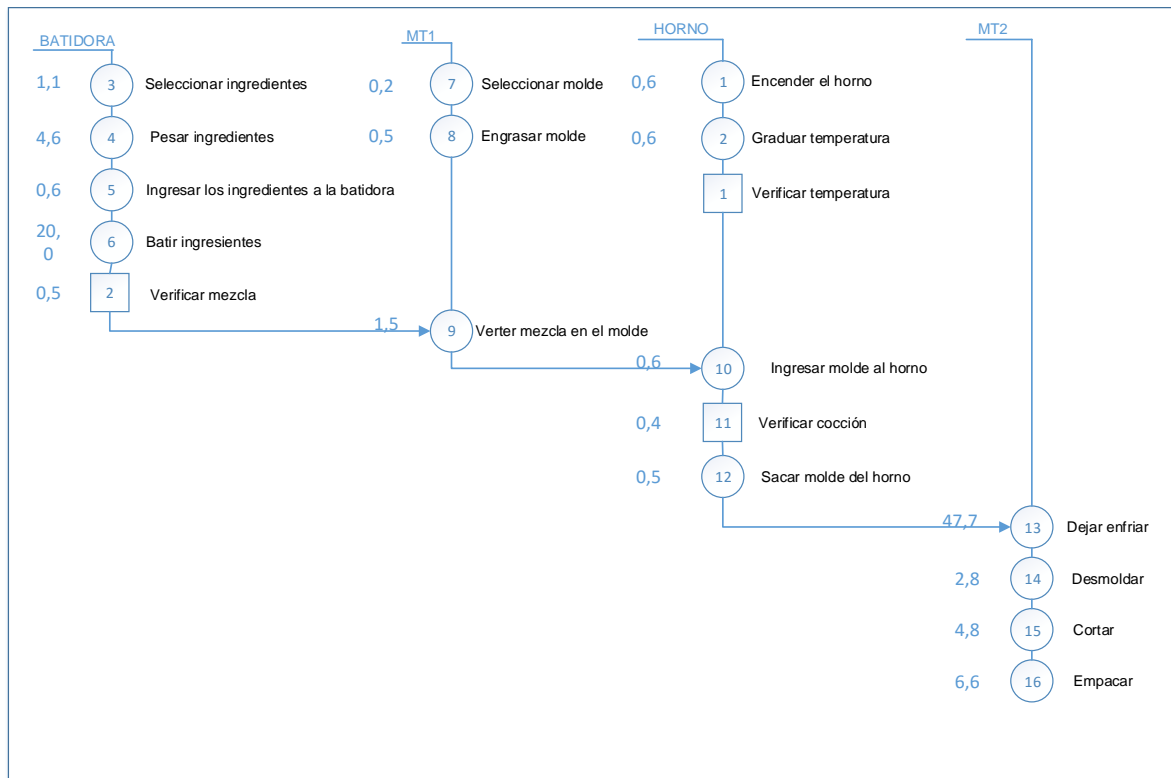 BATIDORA
1,1
3
Seleccionar ingredientes
4,6
4
Pesar ingredientes
0,6
5
Ingresar los ingredientes a la batidora
20,
0
6
Batir ingresientes
0,5
2
Verificar mezcla
MT1
0,2
7
Seleccionar molde
0,5
8
Engrasar molde
1,5
9
Verter mezcla en el molde
HORNO
0,6
1
Encender el horno
0,6
2
Graduar temperatura
1
Verificar temperatura
0,6
10
Ingresar molde al horno
0,4
11
Verificar cocción
0,5
12
Sacar molde del horno
MT2
47,7
13
Dejar enfriar
2,8
14
Desmoldar
4,8
15
Cortar
6,6
16
Empacar